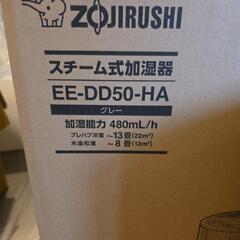 ZOJIRUSHI
スチーム式加湿器
EE-DD50-HA
グレー
加湿能力 480mL/h
プレハブ洋室 ～13畳(22m²)
木造和室 ～8畳(13m²)